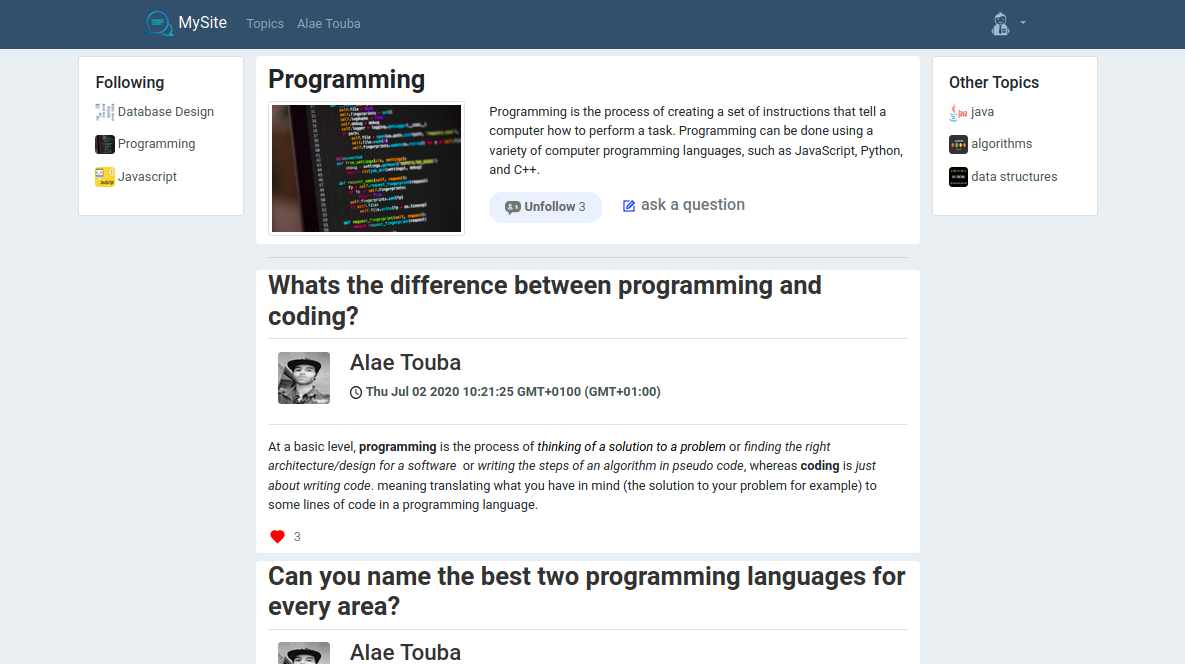 MySite Topics Alae Touba
Following
Database Design
Programming
Javascript
Programming
Programming is the process of creating a set of instructions that tell a
computer how to perform a task. Programming can be done using a
variety of computer programming languages, such as JavaScript, Python,
and C++.
Unfollow 3 ask a question
Other Topics
java
algorithms
data structures
Whats the difference between programming and
coding?
Alae Touba
Thu Jul 02 2020 10:21:25 GMT+0100 (GMT+01:00)
At a basic level, programming is the process of thinking of a solution to a problem or finding the right
architecture/design for a software or writing the steps of an algorithm in pseudo code, whereas coding is just
about writing code. meaning translating what you have in mind (the solution to your problem for example) to
some lines of code in a programming language.
3
Can you name the best two programming languages for
every area?
Alae Touba